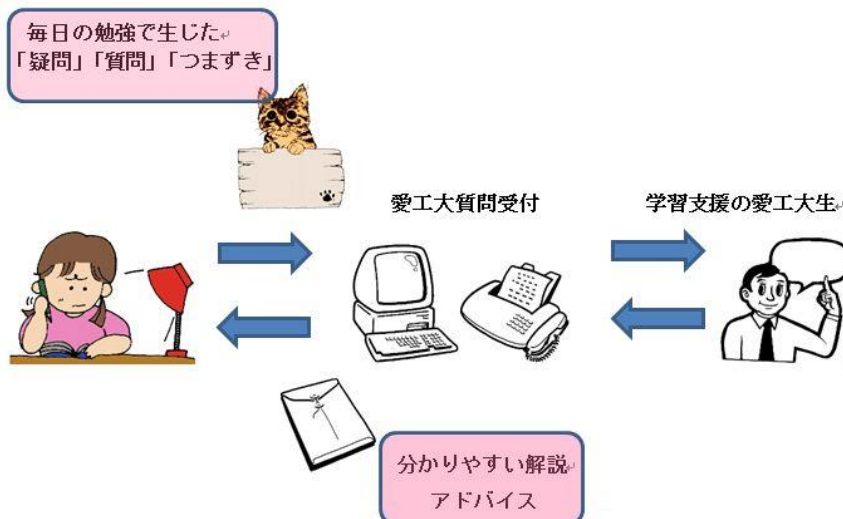 毎日の勉強で生じた
「疑問」「質問」「つまずき」
愛工大質問受付
学習支援の愛工大生
分かりやすい解説
アドバイス